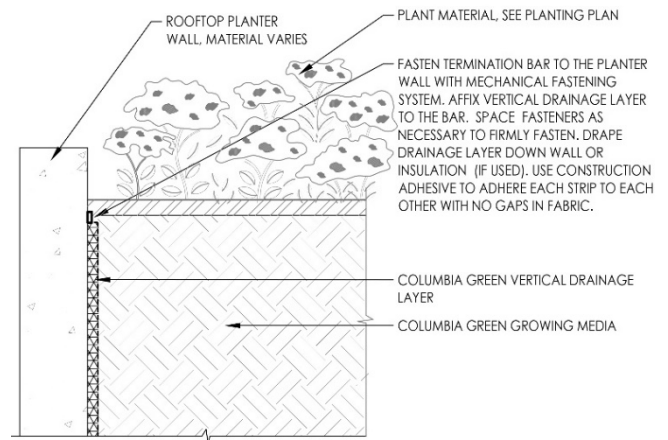 ROOFTOP PLANTER
WALL, MATERIAL VARIES
PLANT MATERIAL, SEE PLANTING PLAN
FASTEN TERMINATION BAR TO THE PLANTER
WALL WITH MECHANICAL FASTENING
SYSTEM. AFFIX VERTICAL DRAINAGE LAYER
TO THE BAR. SPACE FASTENERS AS
NECESSARY TO FIRMLY FASTEN. DRAPE
DRAINAGE LAYER DOWN WALL OR
INSULATION (IF USED). USE CONSTRUCTION
ADHESIVE TO ADHERE EACH STRIP TO EACH
OTHER WITH NO GAPS IN FABRIC.
COLUMBIA GREEN VERTICAL DRAINAGE
LAYER
COLUMBIA GREEN GROWING MEDIA